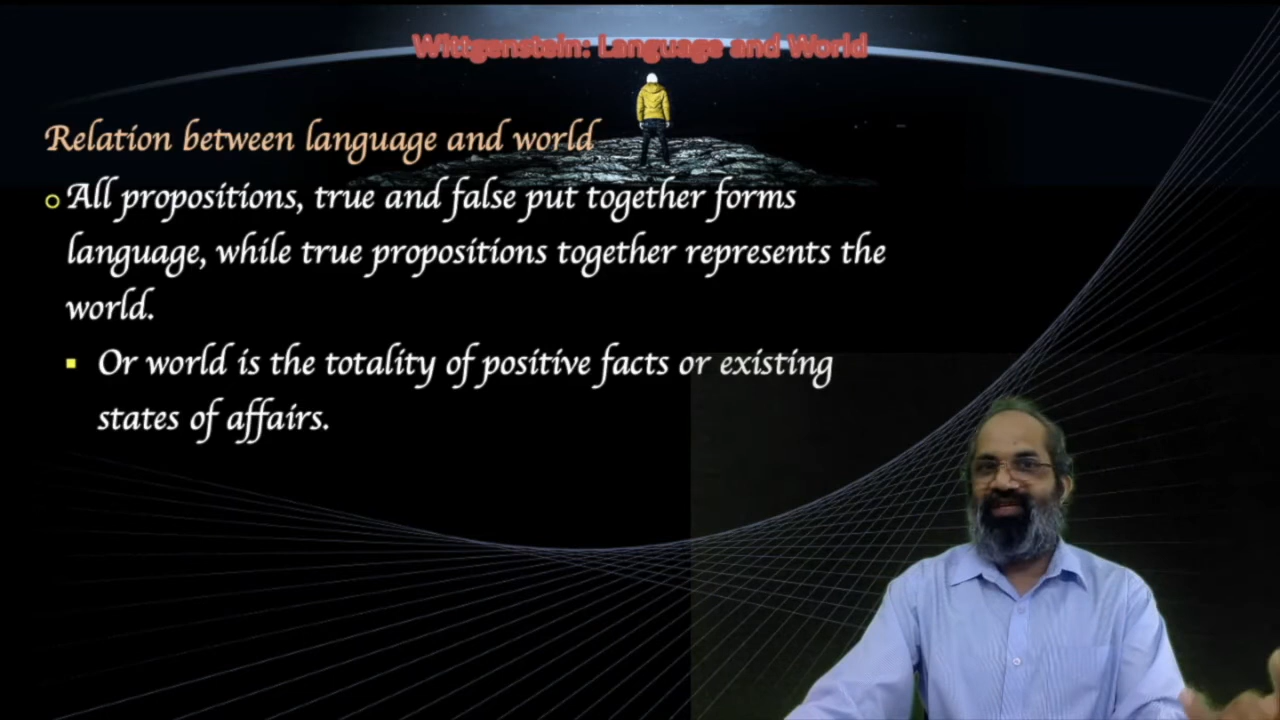 Wittgenstein: Language and World
Relation between language and world
All propositions, true and false put together forms
language, while true propositions together represents the
world.
Or world is the totality of positive facts or existing
states of affairs.